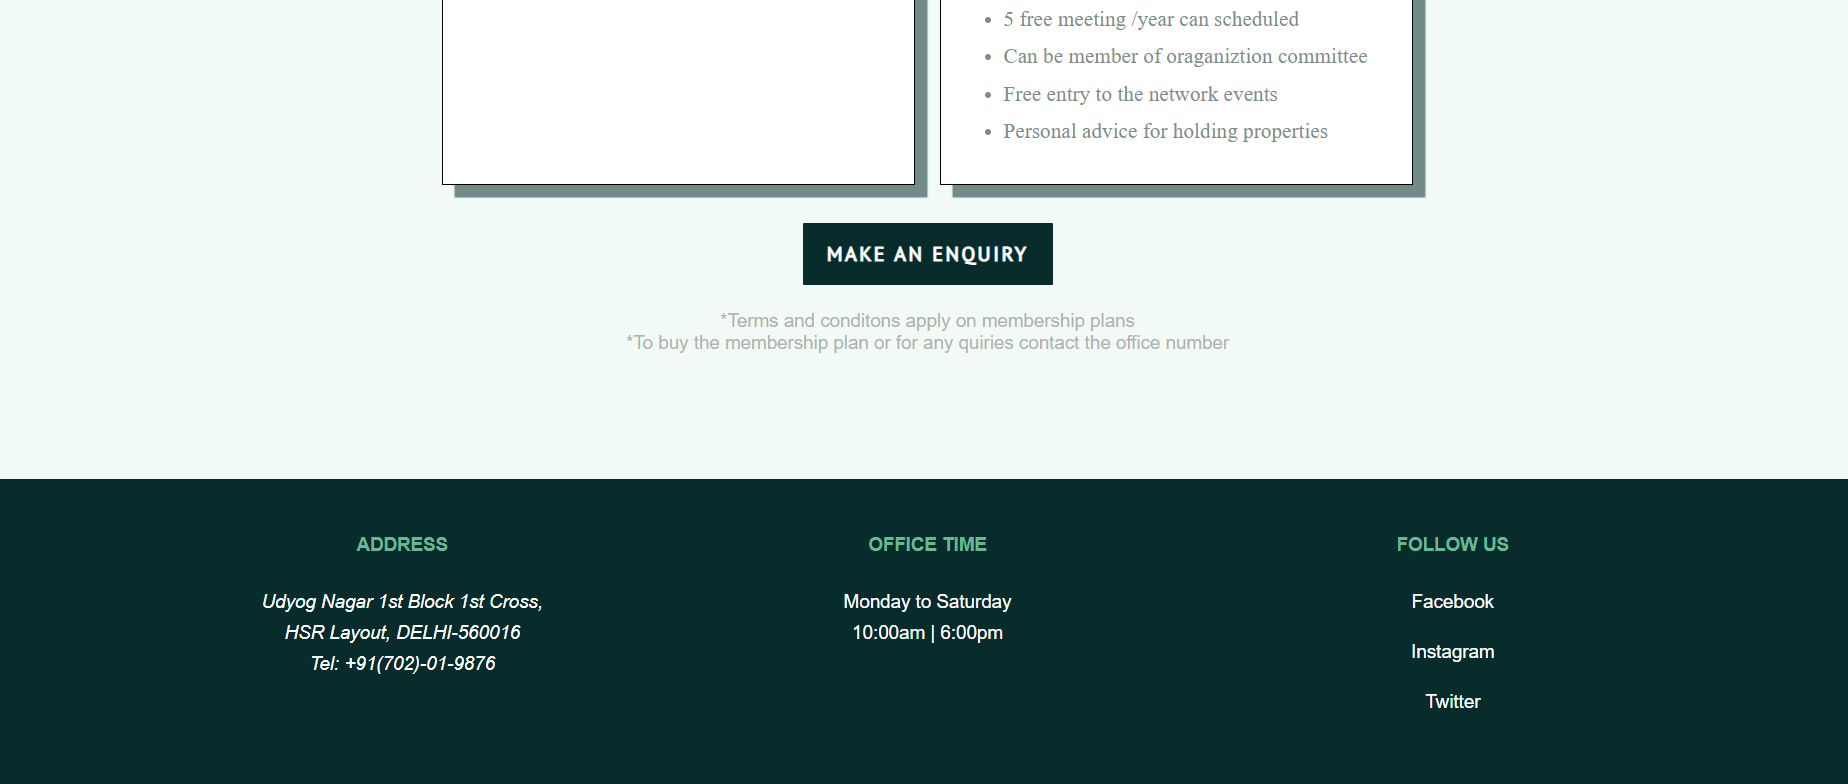 5 free meeting /year can scheduled
Can be member of oraganiztion committee
Free entry to the network events
Personal advice for holding properties
MAKE AN ENQUIRY
*Terms and conditons apply on membership plans
*To buy the membership plan or for any quiries contact the office number
ADDRESS
Udyog Nagar 1st Block 1st Cross,
HSR Layout, DELHI-560016
Tel: +91(702)-01-9876
OFFICE TIME
Monday to Saturday
10:00am | 6:00pm
FOLLOW US
Facebook
Instagram
Twitter